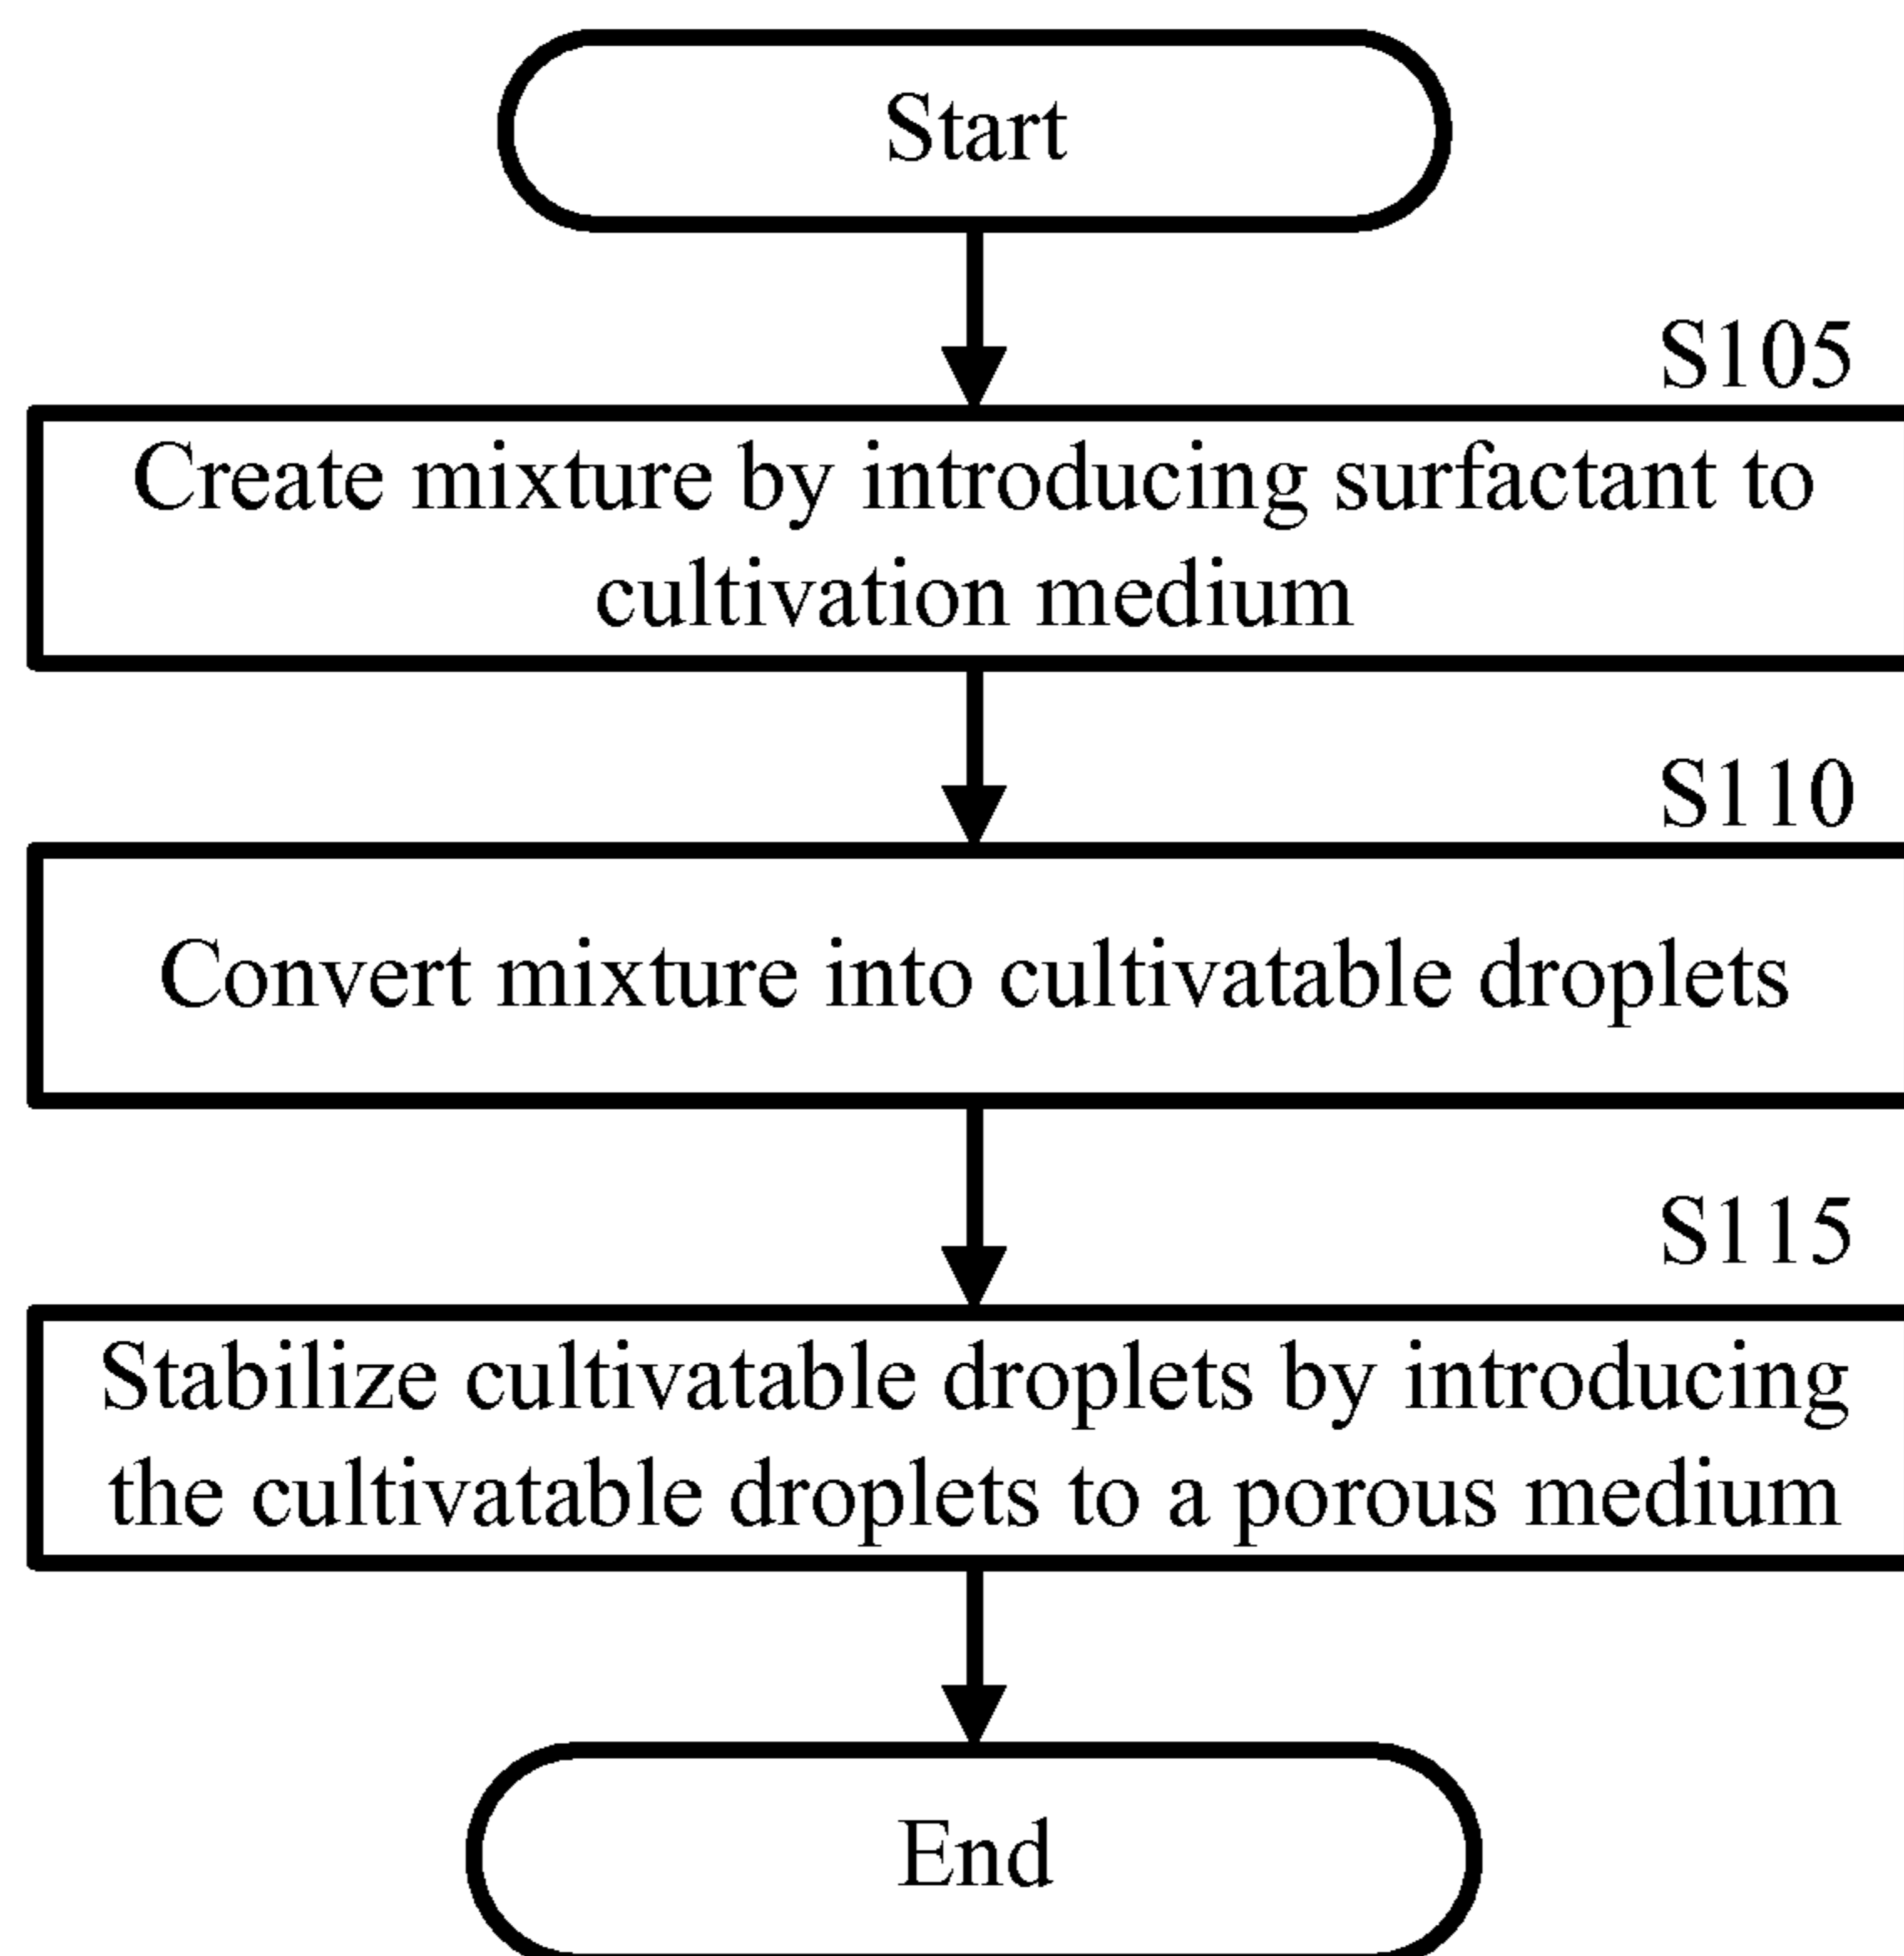 Start
S105
Create mixture by introducing surfactant to
cultivation medium
S110
Convert mixture into cultivatable droplets
S115
Stabilize cultivatable droplets by introducing
the cultivatable droplets to a porous medium
End